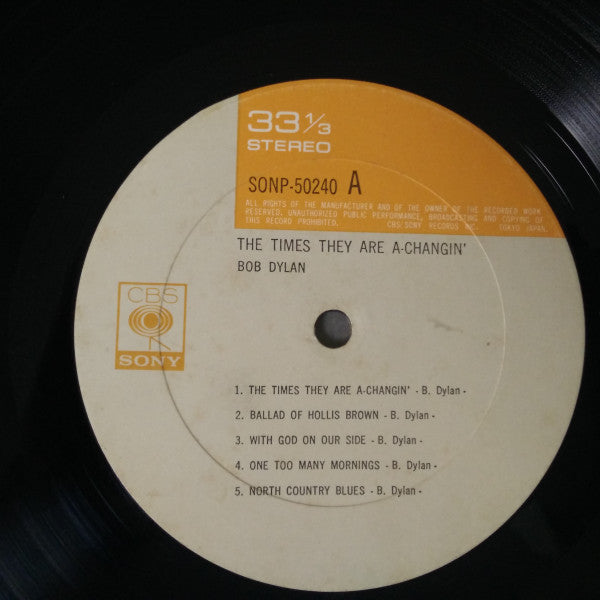 33 1/3
STEREO
SONP-50240 A
ALL RIGHTS OF THE MANUFACTURER AND OF THE OWNER OF THE RECORDED WORK
RESERVED. UNAUTHORIZED PUBLIC PERFORMANCE, BROADCASTING AND COPYING OF
THIS RECORD PROHIBITED. CBS/SONY RECORDS INC. TOKYO JAPAN.
THE TIMES THEY ARE A-CHANGIN'
BOB DYLAN
CBS
SONY
1. THE TIMES THEY ARE A-CHANGIN' - B. Dylan -
2. BALLAD OF HOLLIS BROWN - B. Dylan -
3. WITH GOD ON OUR SIDE - B. Dylan -
4. ONE TOO MANY MORNINGS - B. Dylan -
5. NORTH COUNTRY BLUES - B. Dylan -